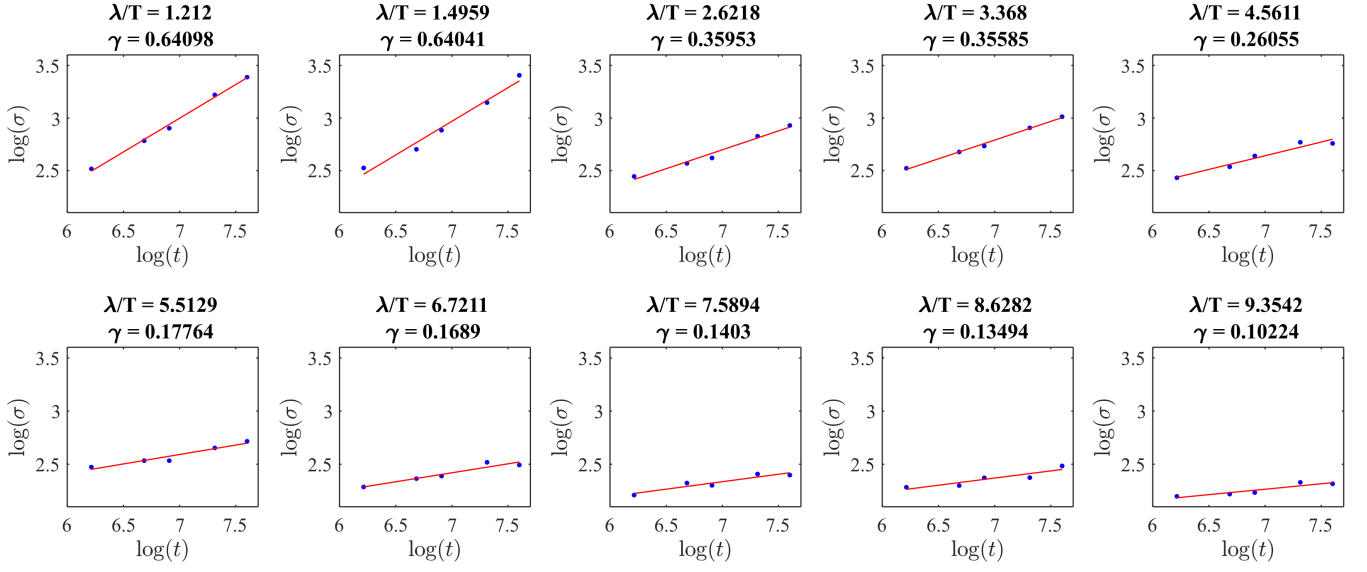 λ/T = 1.212
γ = 0.64098
λ/T = 1.4959
γ = 0.64041
λ/T = 2.6218
γ = 0.35953
λ/T = 3.368
γ = 0.35585
λ/T = 4.5611
γ = 0.26055
3.5
3
2.5
log(σ)
6
6.5
7
7.5
log(t)
3.5
3
2.5
log(σ)
6
6.5
7
7.5
log(t)
3.5
3
2.5
log(σ)
6
6.5
7
7.5
log(t)
3.5
3
2.5
log(σ)
6
6.5
7
7.5
log(t)
3.5
3
2.5
log(σ)
6
6.5
7
7.5
log(t)
λ/T = 5.5129
γ = 0.17764
λ/T = 6.7211
γ = 0.1689
λ/T = 7.5894
γ = 0.1403
λ/T = 8.6282
γ = 0.13494
λ/T = 9.3542
γ = 0.10224
3.5
3
2.5
log(σ)
6
6.5
7
7.5
log(t)
3.5
3
2.5
log(σ)
6
6.5
7
7.5
log(t)
3.5
3
2.5
log(σ)
6
6.5
7
7.5
log(t)
3.5
3
2.5
log(σ)
6
6.5
7
7.5
log(t)
3.5
3
2.5
log(σ)
6
6.5
7
7.5
log(t)